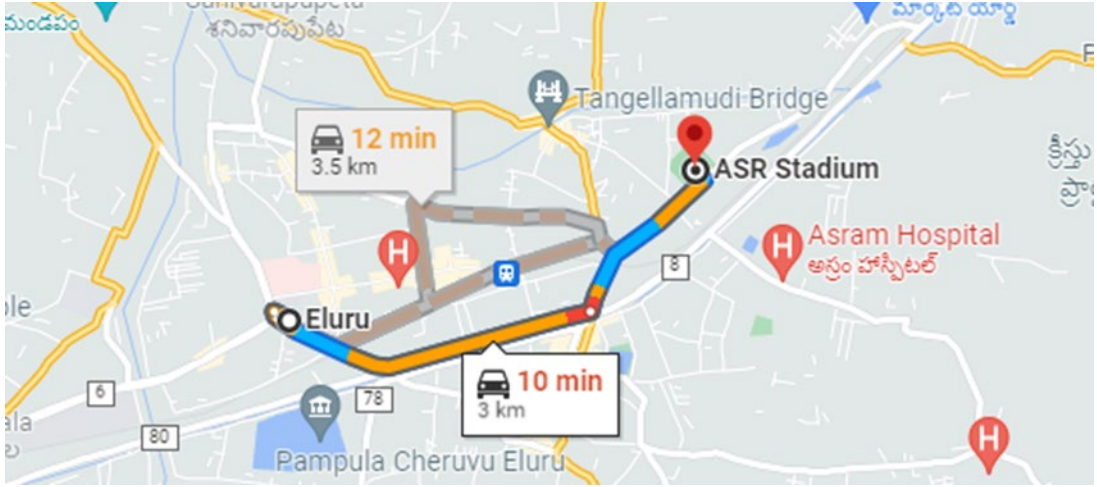 శనివారపుపేట
మండపం
మార్కెట్ యార్డ్
Tangellamudi Bridge
12 min
3.5 km
ASR Stadium
క్రీస్తు
H
H
Asram Hospital
అస్రం హాస్పిటల్
8
Eluru
10 min
3 km
6
78
80
Pampula Cheruvu Eluru
H